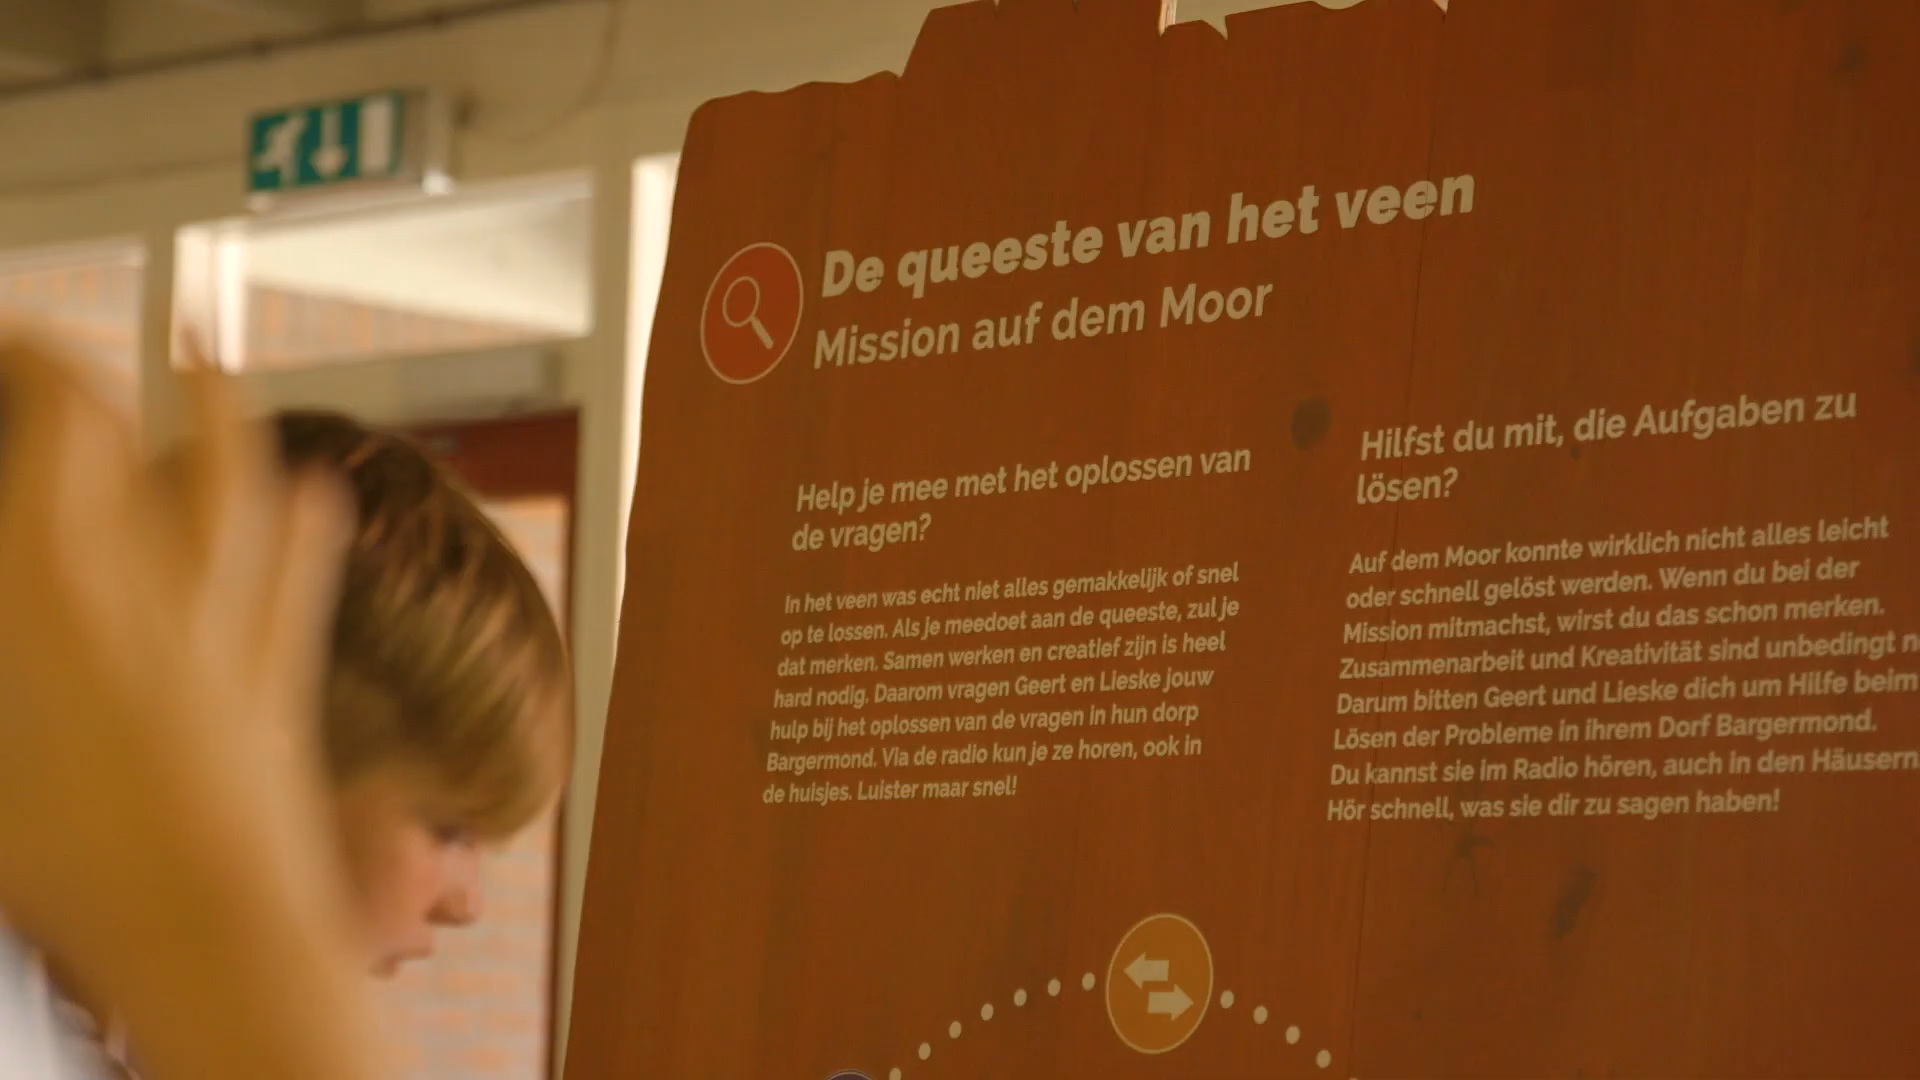 De queeste van het veen
Mission auf dem Moor
Help je mee met het oplossen van
de vragen?
In het veen was echt niet alles gemakkelijk of snel
op te lossen. Als je meedoet aan de queeste, zul je
dat merken. Samen werken en creatief zijn is heel
hard nodig. Daarom vragen Geert en Lieske jouw
hulp bij het oplossen van de vragen in hun dorp
Bargermond. Via de radio kun je ze horen, ook in
de huisjes. Luister maar snel!
Hilfst du mit, die Aufgaben zu
lösen?
Auf dem Moor konnte wirklich nicht alles leicht
oder schnell gelöst werden. Wenn du bei der
Mission mitmachst, wirst du das schon merken.
Zusammenarbeit und Kreativität sind unbedingt
Darum bitten Geert und Lieske dich um Hilfe beim
Lösen der Probleme in ihrem Dorf Bargermond.
Du kannst sie im Radio hören, auch in den Häusern.
Hör schnell, was sie dir zu sagen haben!